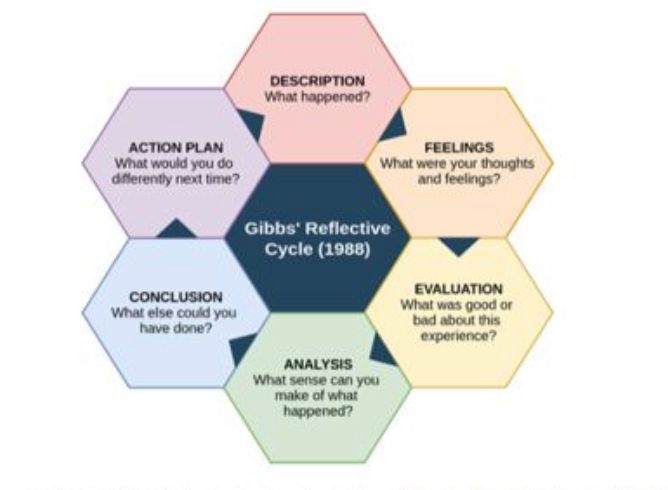 DESCRIPTION
What happened?
FEELINGS
What were your thoughts
and feelings?
EVALUATION
What was good or
bad about this
experience?
ANALYSIS
What sense can you
make of what
happened?
CONCLUSION
What else could you
have done?
ACTION PLAN
What would you do
differently next time?
Gibbs' Reflective
Cycle (1988)